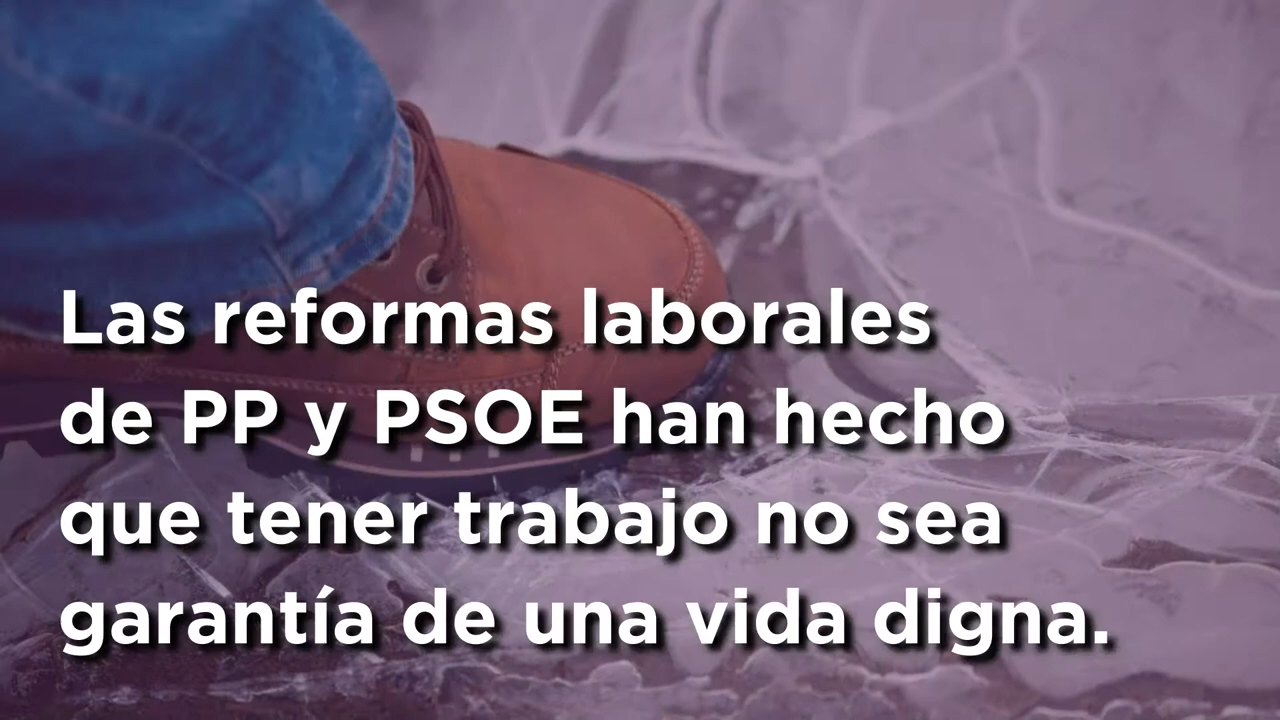 Las reformas laborales
de PP y PSOE han hecho
que tener trabajo no sea
garantía de una vida digna.